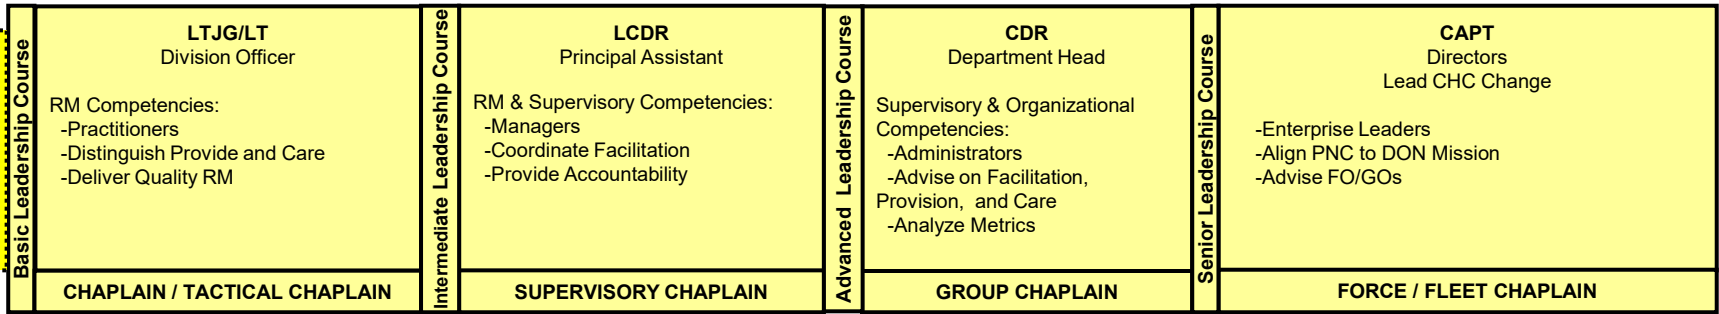 Basic Leadership Course
LTJG/LT
Division Officer
RM Competencies:
-Practitioners
-Distinguish Provide and Care
-Deliver Quality RM
CHAPLAIN / TACTICAL CHAPLAIN
Intermediate Leadership Course
LCDR
Principal Assistant
RM & Supervisory Competencies:
-Managers
-Coordinate Facilitation
-Provide Accountability
SUPERVISORY CHAPLAIN
Advanced Leadership Course
CDR
Department Head
Supervisory & Organizational
Competencies:
-Administrators
-Advise on Facilitation,
Provision, and Care
-Analyze Metrics
GROUP CHAPLAIN
Senior Leadership Course
CAPT
Directors
Lead CHC Change
-Enterprise Leaders
-Align PNC to DON Mission
-Advise FO/GOs
FORCE / FLEET CHAPLAIN